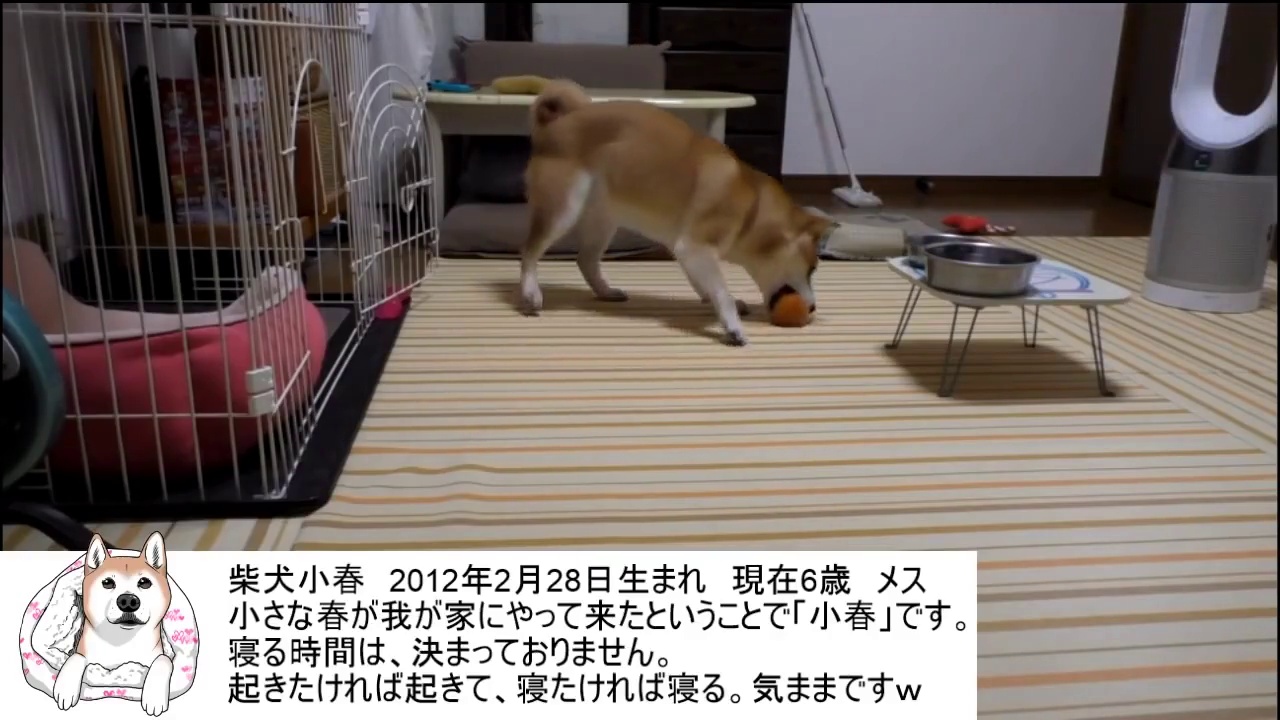 柴犬小春　2012年2月28日生まれ　現在6歳　メス
小さな春が我が家にやって来たということで「小春」です。
寝る時間は、決まっておりません。
起きたければ起きて、寝たければ寝る。気ままですｗ